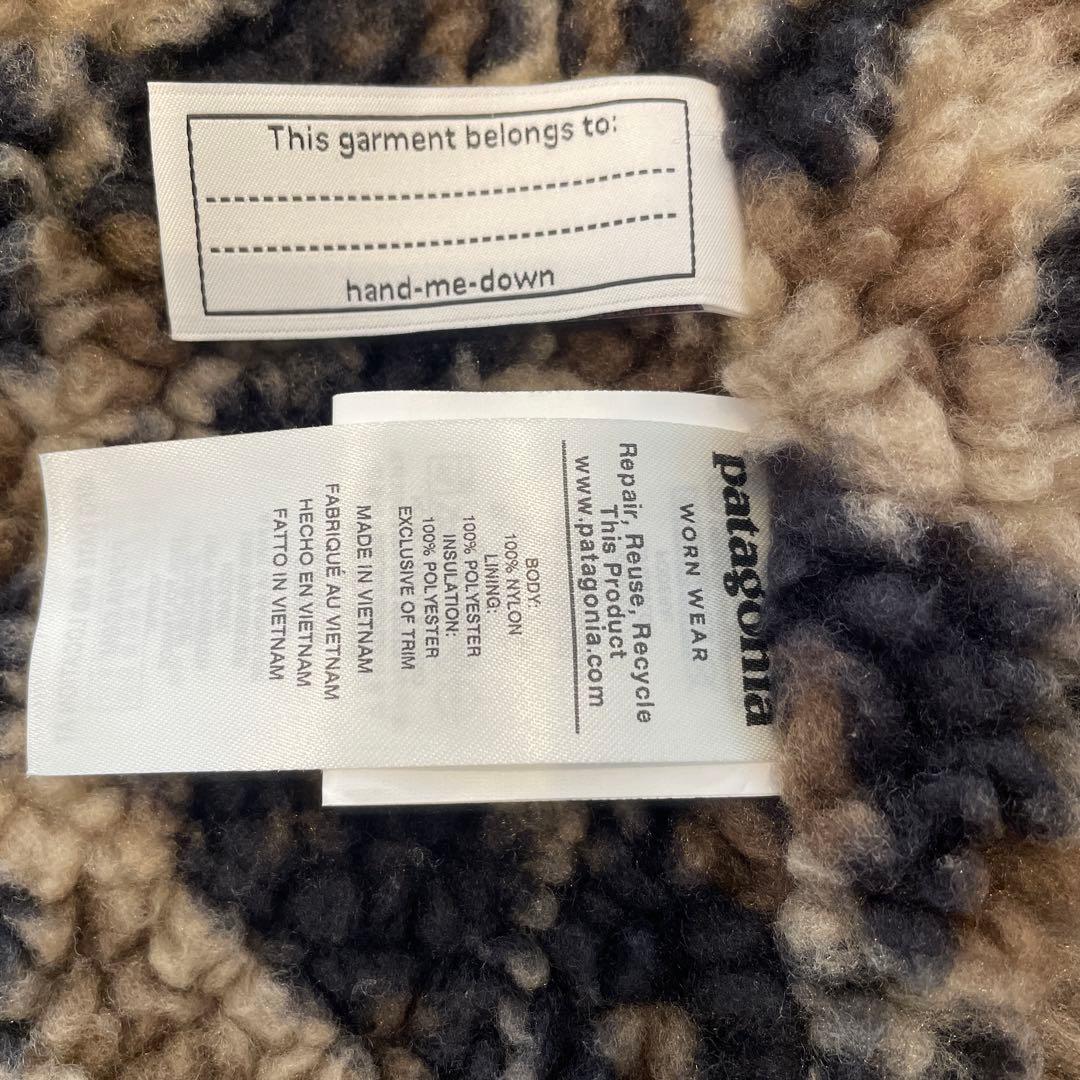 This garment belongs to:
hand-me-down
patagonia
WORN WEAR
Repair, Reuse, Recycle
This Product
www.patagonia.com
BODY:
100% NYLON
LINING:
100% POLYESTER
INSULATION:
100% POLYESTER
EXCLUSIVE OF TRIM
MADE IN VIETNAM
FABRIQUÉ AU VIETNAM
HECHO EN VIETNAM
FATTO IN VIETNAM